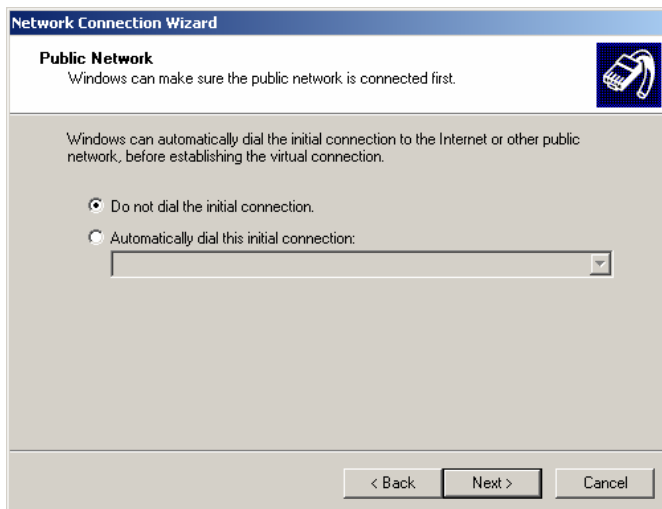 Network Connection Wizard
Public Network
Windows can make sure the public network is connected first.
Windows can automatically dial the initial connection to the Internet or other public
network, before establishing the virtual connection.
Do not dial the initial connection.
Automatically dial this initial connection:
< Back
Next >
Cancel